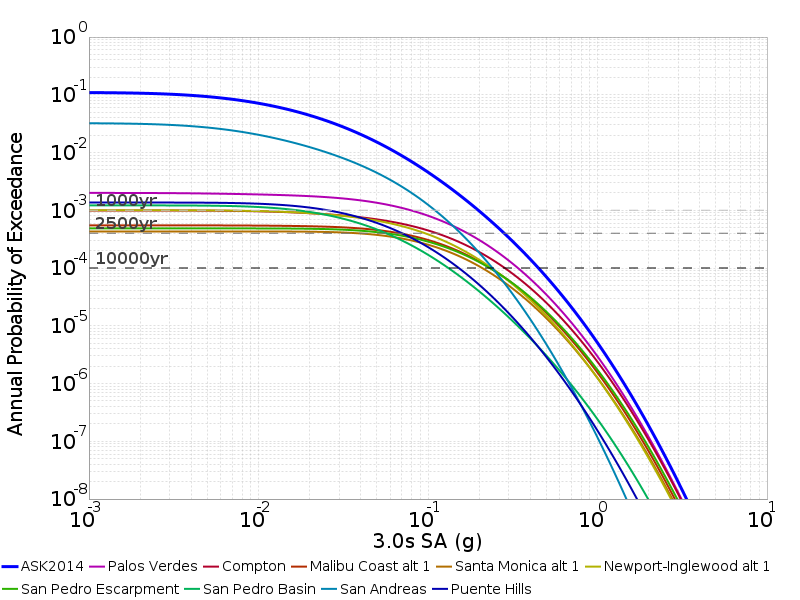 10^0
10^-1
10^-2
10^-3
10^-4
10^-5
10^-6
10^-7
10^-8
Annual Probability of Exceedance
1000yr
2500yr
10000yr
10^-3 10^-2 10^-1 10^0 10^1
3.0s SA (g)
ASK2014 Palos Verdes Compton Malibu Coast alt 1 Santa Monica alt 1 Newport-Inglewood alt 1
San Pedro Escarpment San Pedro Basin San Andreas Puente Hills